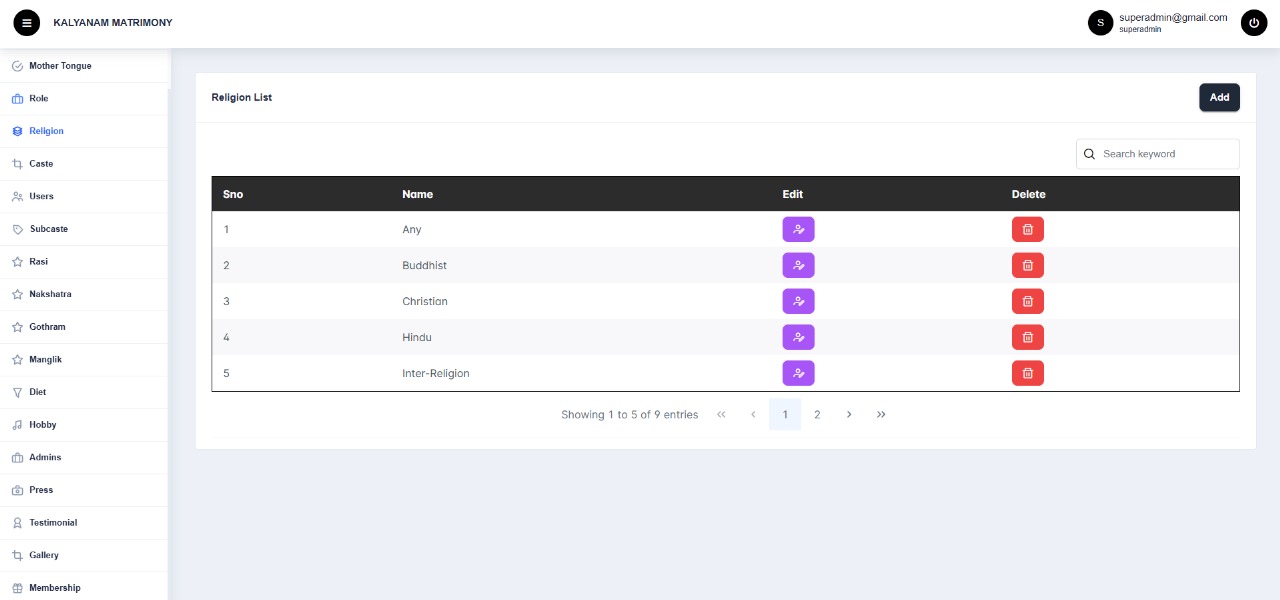 KALYANAM MATRIMONY
S
superadmin@gmail.com
superadmin
Mother Tongue
Role
Religion
Caste
Users
Subcaste
Rasi
Nakshatra
Gothram
Manglik
Diet
Hobby
Admins
Press
Testimonial
Gallery
Membership
Religion List
Add
Search keyword
Sno Name Edit Delete
1 Any
2 Buddhist
3 Christian
4 Hindu
5 Inter-Religion
Showing 1 to 5 of 9 entries « ‹ 1 2 › »